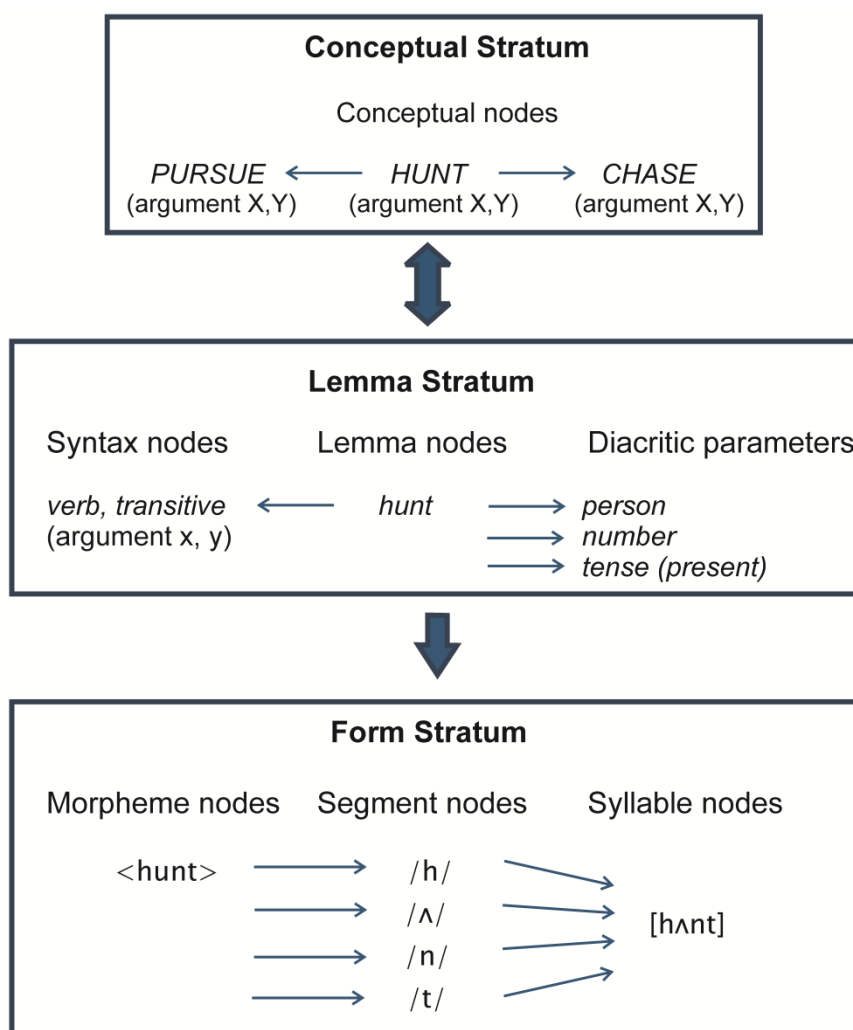 Conceptual Stratum
Conceptual nodes
PURSUE HUNT CHASE
(argument X,Y) (argument X,Y) (argument X,Y)
Lemma Stratum
Syntax nodes Lemma nodes Diacritic parameters
verb, transitive hunt person
(argument x, y) number
tense (present)
Form Stratum
Morpheme nodes Segment nodes Syllable nodes
<hunt> /h/
/ʌ/ [hʌnt]
/n/
/t/